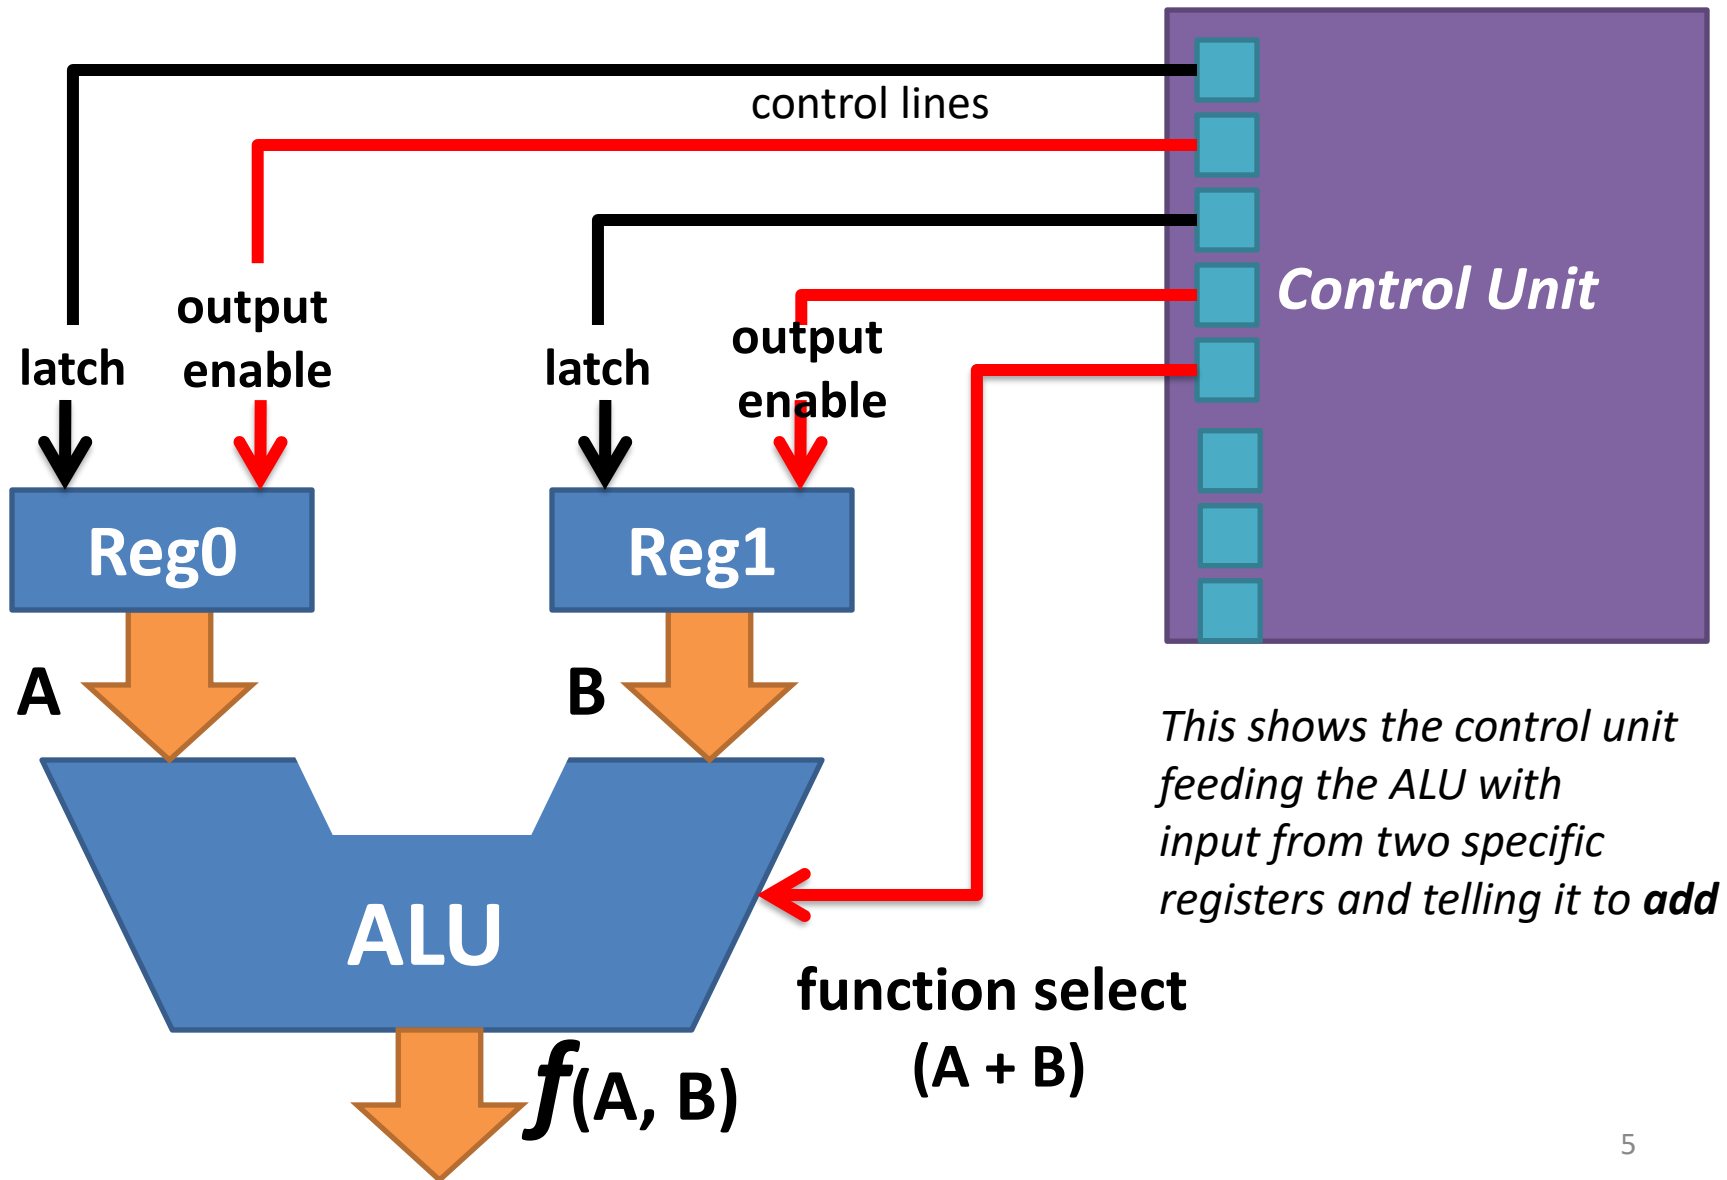 control lines
Control Unit
output
enable
latch
output
enable
latch
Reg0
Reg1
A
B
This shows the control unit
feeding the ALU with
input from two specific
registers and telling it to add
ALU
function select
(A + B)
f(A, B)
5